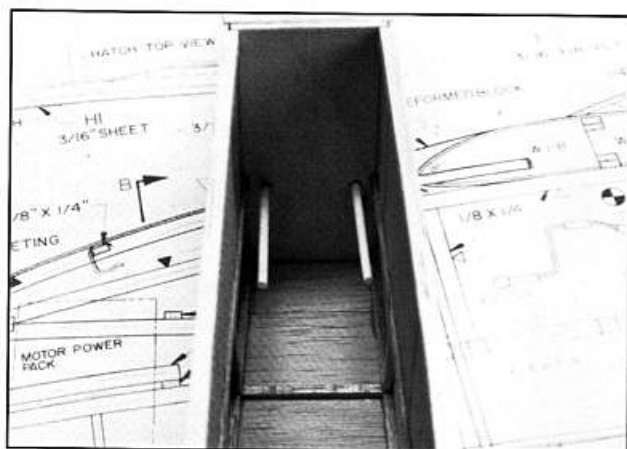 HATCH TOP VIEW
H1
3/16" SHEET
3/
B
/8" X 1/4"
ETING
MOTOR POWER
PACK
EFORMED BLOCK
W-1-B
W
1/8 X 1/4